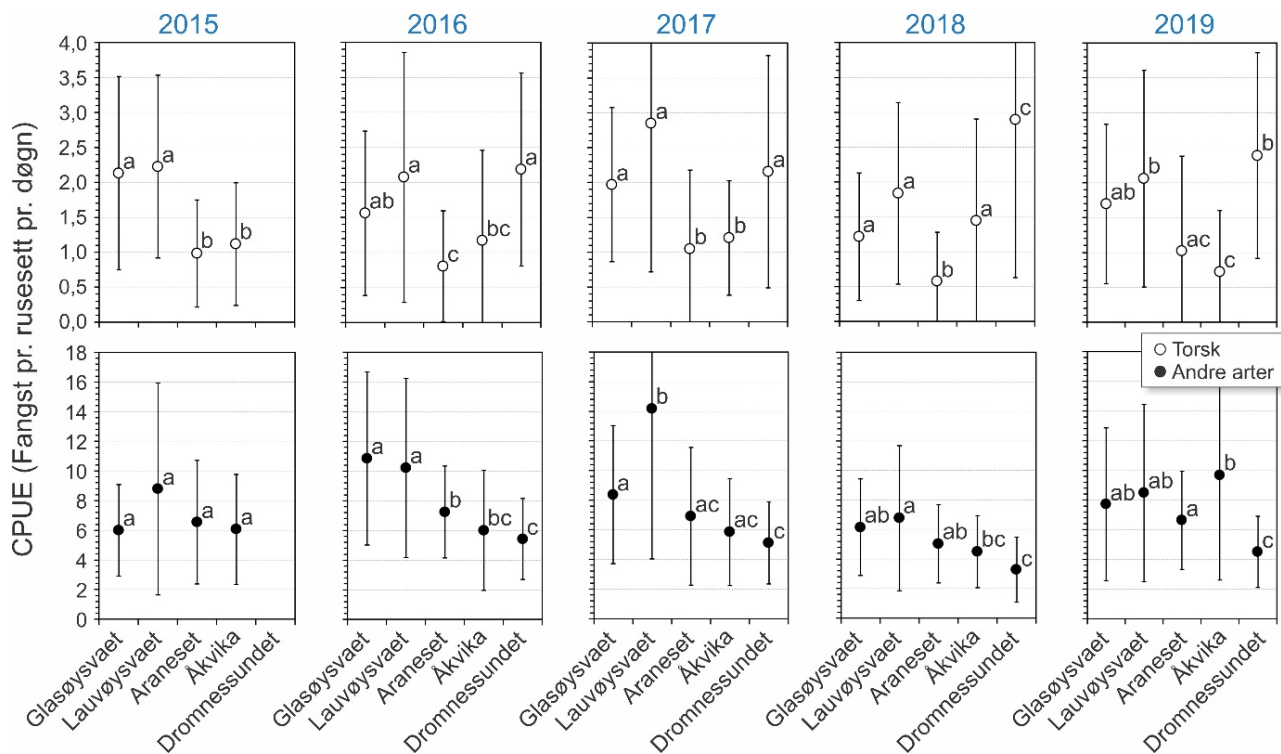 2015 2016 2017 2018 2019
CPUE (Fangst pr. rusesett pr. døgn)
4,0
3,5
3,0
2,5
2,0
1,5
1,0
0,5
0,0
a a b b
ab a c bc a
a a b b a
a a b a c
ab b ac c b
Torsk
Andre arter
18
16
14
12
10
8
6
4
2
0
a a a a
a a b bc c
a b ac ac c
ab a ab bc c
ab ab a b c
Glasøysvaet Lauvøysvaet Araneset Åkvika Dromnessundet
Glasøysvaet Lauvøysvaet Araneset Åkvika Dromnessundet
Glasøysvaet Lauvøysvaet Araneset Åkvika Dromnessundet
Glasøysvaet Lauvøysvaet Araneset Åkvika Dromnessundet
Glasøysvaet Lauvøysvaet Araneset Åkvika Dromnessundet